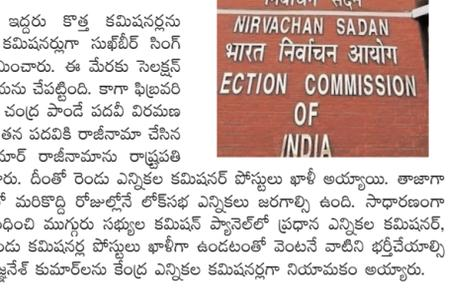 ఇద్దరు కొత్త కమిషనర్లను
కమిషనర్లుగా సుఖ్‌బీర్ సింగ్
మించారు. ఈ మేరకు సెలక్షన్
యను చేపట్టింది. కాగా ఫిబ్రవరి
చంద్ర పాండే పదవీ విరమణ
తన పదవికి రాజీనామా చేసిన
మార్ రాజీనామాను రాష్ట్రపతి
NIRVACHAN SADAN
भारत निर्वाचन आयोग
ECTION COMMISSION
OF
INDIA
రు. దీంతో రెండు ఎన్నికల కమిషనర్ పోస్టులు ఖాళీ అయ్యాయి. తాజాగా
మరికొద్ది రోజుల్లోనే లోక్‌సభ ఎన్నికలు జరగాల్సి ఉంది. సాధారణంగా
ంధించి ముగ్గురు సభ్యుల కమిషన్ ప్యానెల్‌లో ప్రధాన ఎన్నికల కమిషనర్,
ండు కమిషనర్ల పోస్టులు ఖాళీగా ఉండటంతో వెంటనే వాటిని భర్తీచేయాల్సి
జ్ఞానేశ్ కుమార్‌లను కేంద్ర ఎన్నికల కమిషనర్లగా నియామకం అయ్యారు.